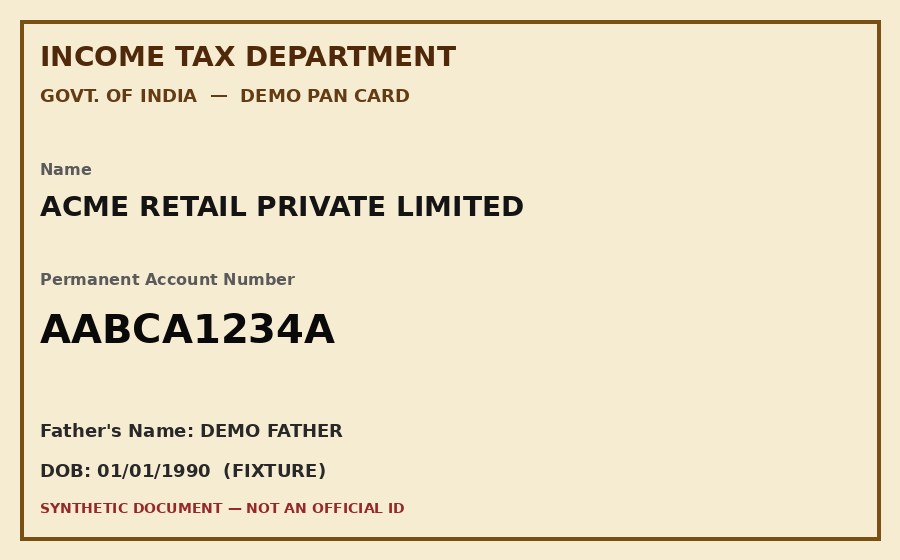 INCOME TAX DEPARTMENT
GOVT. OF INDIA — DEMO PAN CARD
Name
ACME RETAIL PRIVATE LIMITED
Permanent Account Number
AABCA1234A
Father's Name: DEMO FATHER
DOB: 01/01/1990 (FIXTURE)
SYNTHETIC DOCUMENT — NOT AN OFFICIAL ID